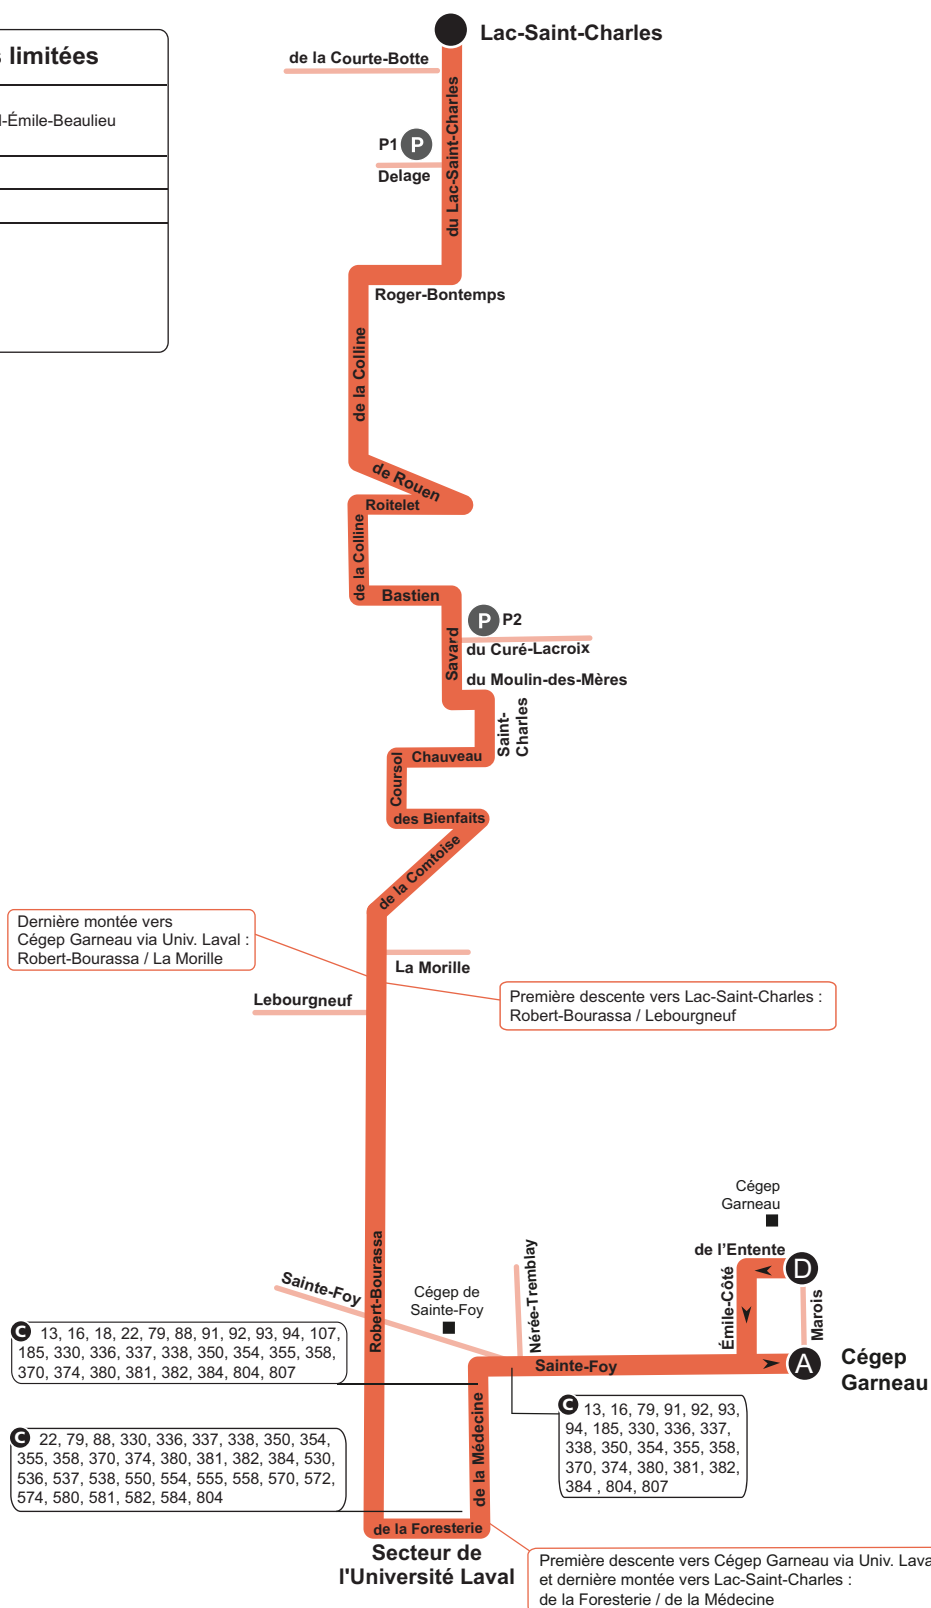 Lac-Saint-Charles
limitées
de la Courte-Botte
-Émile-Beaulieu
P1 P
Delage
du Lac-Saint-Charles
Roger-Bontemps
de la Colline
de Rouen
Roitelet
de la Colline
Bastien
P P2
Savard
du Curé-Lacroix
du Moulin-des-Mères
Saint-
Charles
Chauveau
Coursol
des Bienfaits
de la Comtoise
Dernière montée vers
Cégep Garneau via Univ. Laval :
Robert-Bourassa / La Morille
La Morille
Lebourgneuf
Première descente vers Lac-Saint-Charles :
Robert-Bourassa / Lebourgneuf
Cégep
Garneau
de l'Entente
D
Émile-Côté
Marois
A
Cégep
Garneau
Robert-Bourassa
Sainte-Foy
Cégep de
Sainte-Foy
Nérée-Tremblay
Sainte-Foy
C 13, 16, 18, 22, 79, 88, 91, 92, 93, 94, 107,
185, 330, 336, 337, 338, 350, 354, 355, 358,
370, 374, 380, 381, 382, 384, 804, 807
C 13, 16, 79, 91, 92, 93,
94, 185, 330, 336, 337,
338, 350, 354, 355, 358,
370, 374, 380, 381, 382,
384 , 804, 807
C 22, 79, 88, 330, 336, 337, 338, 350, 354,
355, 358, 370, 374, 380, 381, 382, 384, 530,
536, 537, 538, 550, 554, 555, 558, 570, 572,
574, 580, 581, 582, 584, 804
de la Médecine
de la Foresterie
Secteur de
l'Université Laval
Première descente vers Cégep Garneau via Univ. Lava
et dernière montée vers Lac-Saint-Charles :
de la Foresterie / de la Médecine